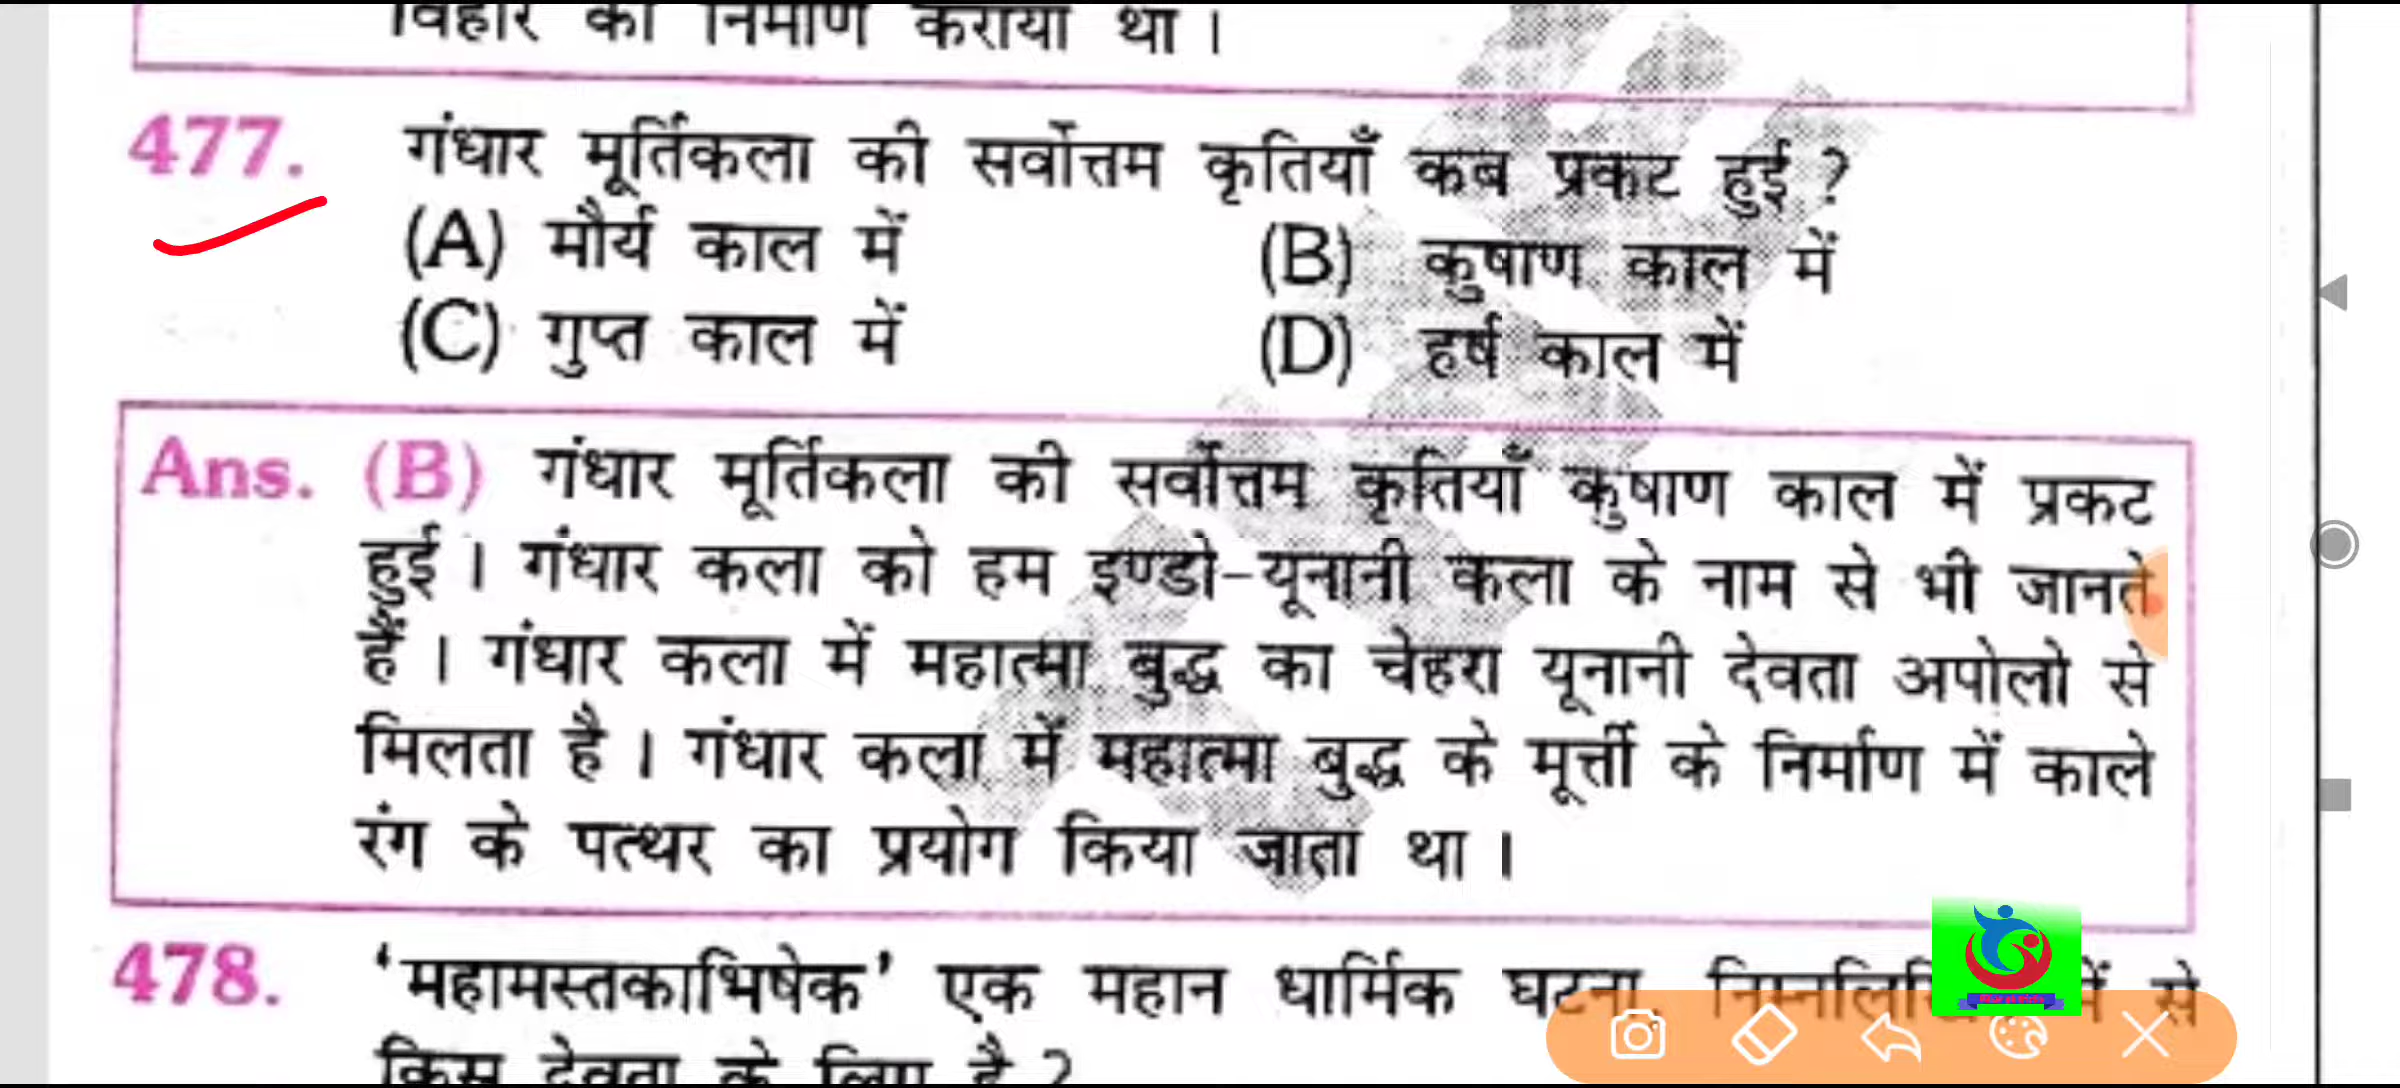 विहार का निर्माण कराया था।
477. गंधार मूर्तिकला की सर्वोत्तम कृतियाँ कब प्रकट हुई ?
(A) मौर्य काल में (B) कुषाण काल में
(C) गुप्त काल में (D) हर्ष काल में
Ans. (B) गंधार मूर्तिकला की सर्वोत्तम कृतियाँ कुषाण काल में प्रकट
हुई। गंधार कला को हम इण्डो-यूनानी कला के नाम से भी जानते
हैं। गंधार कला में महात्मा बुद्ध का चेहरा यूनानी देवता अपोलो से
मिलता है। गंधार कला में महात्मा बुद्ध के मूर्त्ती के निर्माण में काले
रंग के पत्थर का प्रयोग किया जाता था।
478. 'महामस्तकाभिषेक' एक महान धार्मिक घटना, में से
किस देवता के लिए है ?